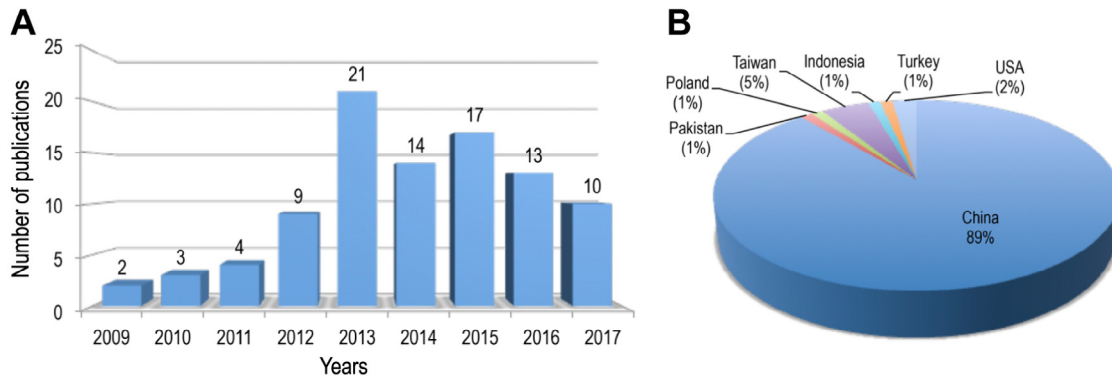 A
Number of publications
25
20
15
10
5
0
2
3
4
9
21
14
17
13
10
2009 2010 2011 2012 2013 2014 2015 2016 2017
Years
B
Pakistan
(1%)
Poland
(1%)
Taiwan
(5%)
Indonesia
(1%)
Turkey
(1%)
USA
(2%)
China
89%